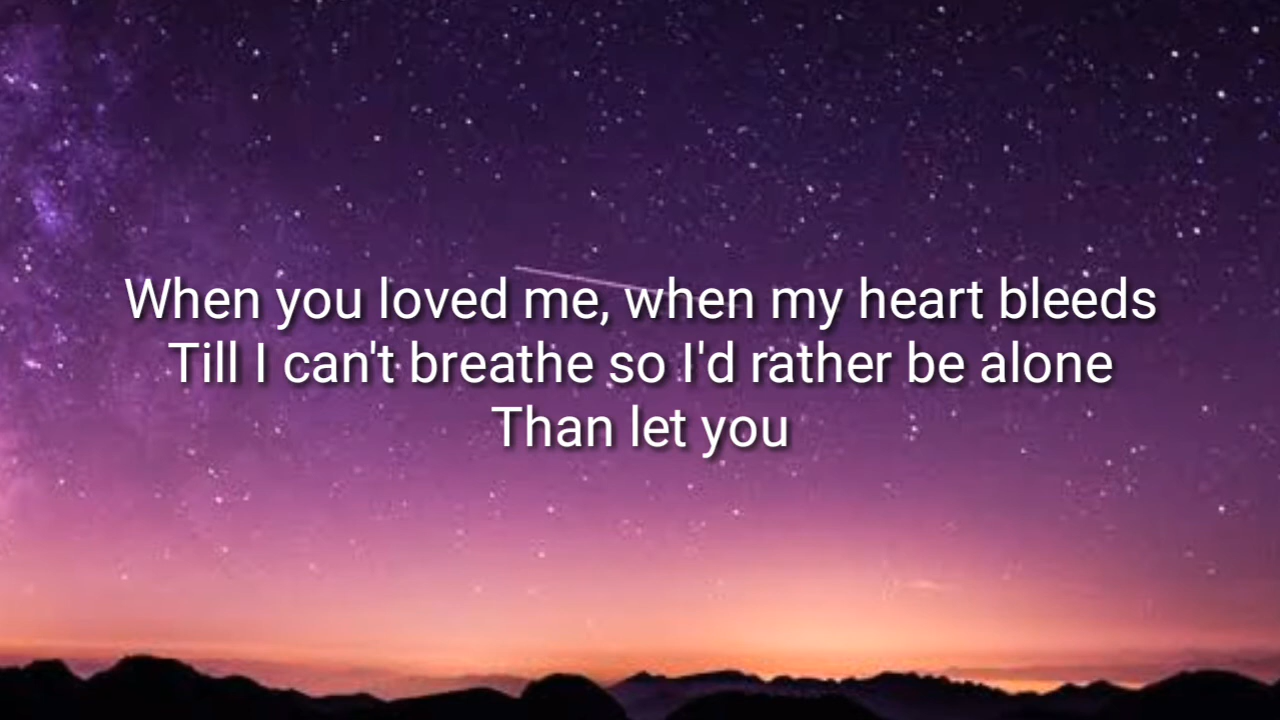 When you loved me, when my heart bleeds
Till I can't breathe so I'd rather be alone
Than let you